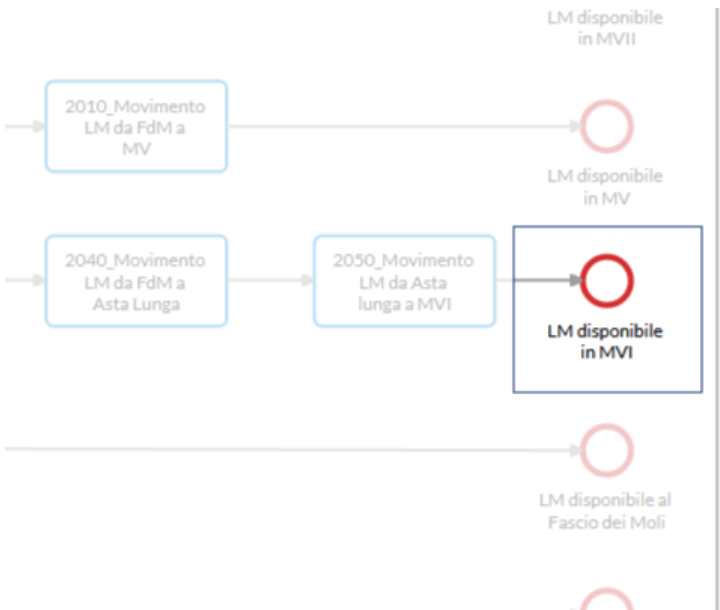 LM disponibile
in MVII
2010_Movimento
LM da FdM a
MV
LM disponibile
in MV
2040_Movimento
LM da FdM a
Asta Lunga
2050_Movimento
LM da Asta
lunga a MVI
LM disponibile
in MVI
LM disponibile al
Fascio dei Moli